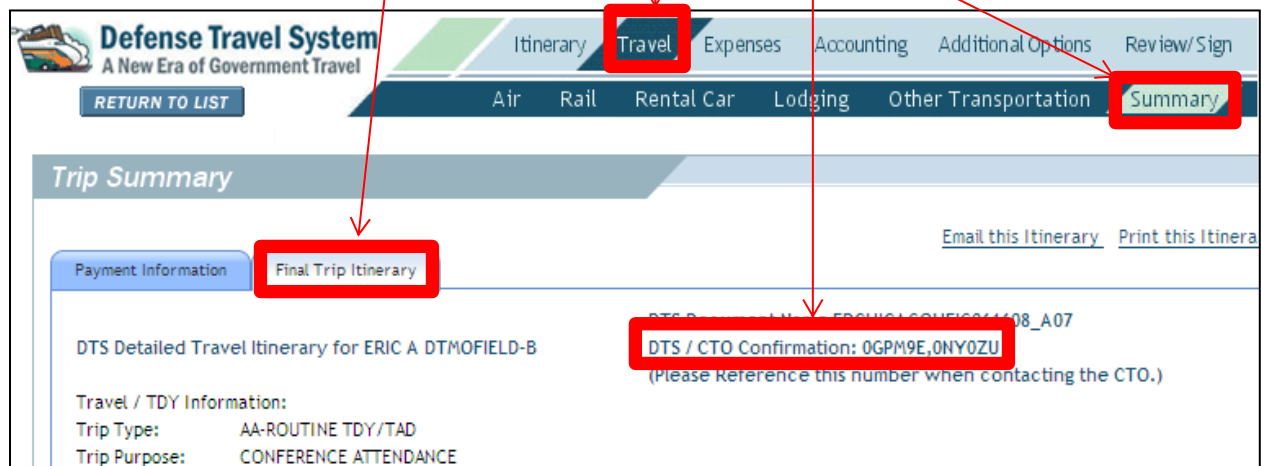 Defense Travel System
A New Era of Government Travel
Itinerary Travel Expenses Accounting Additional Options Review/Sign
RETURN TO LIST
Air Rail Rental Car Lodging Other Transportation Summary
Trip Summary
Email this Itinerary Print this Itinera
Payment Information Final Trip Itinerary
DTS Detailed Travel Itinerary for ERIC A DTMOFIELD-B
DTS / CTO Confirmation: 0GPM9E,0NY0ZU
(Please Reference this number when contacting the CTO.)
Travel / TDY Information:
Trip Type: AA-ROUTINE TDY/TAD
Trip Purpose: CONFERENCE ATTENDANCE